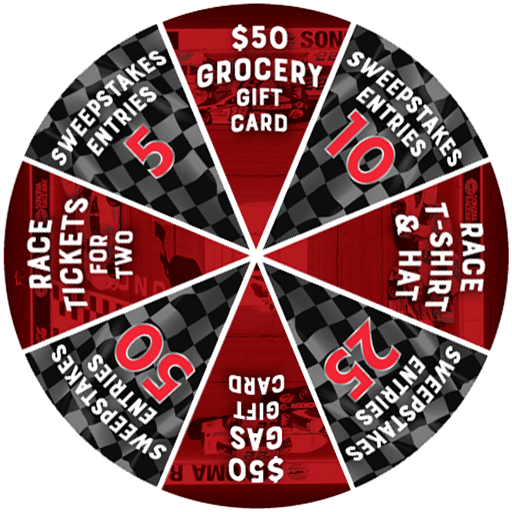 $50
GROCERY
GIFT
CARD
SWEEPSTAKES
ENTRIES
10
RACE
T-SHIRT
& HAT
SWEEPSTAKES
ENTRIES
25
$50
GAS
GIFT
CARD
SWEEPSTAKES
ENTRIES
50
RACE
TICKETS
FOR
TWO
SWEEPSTAKES
ENTRIES
5